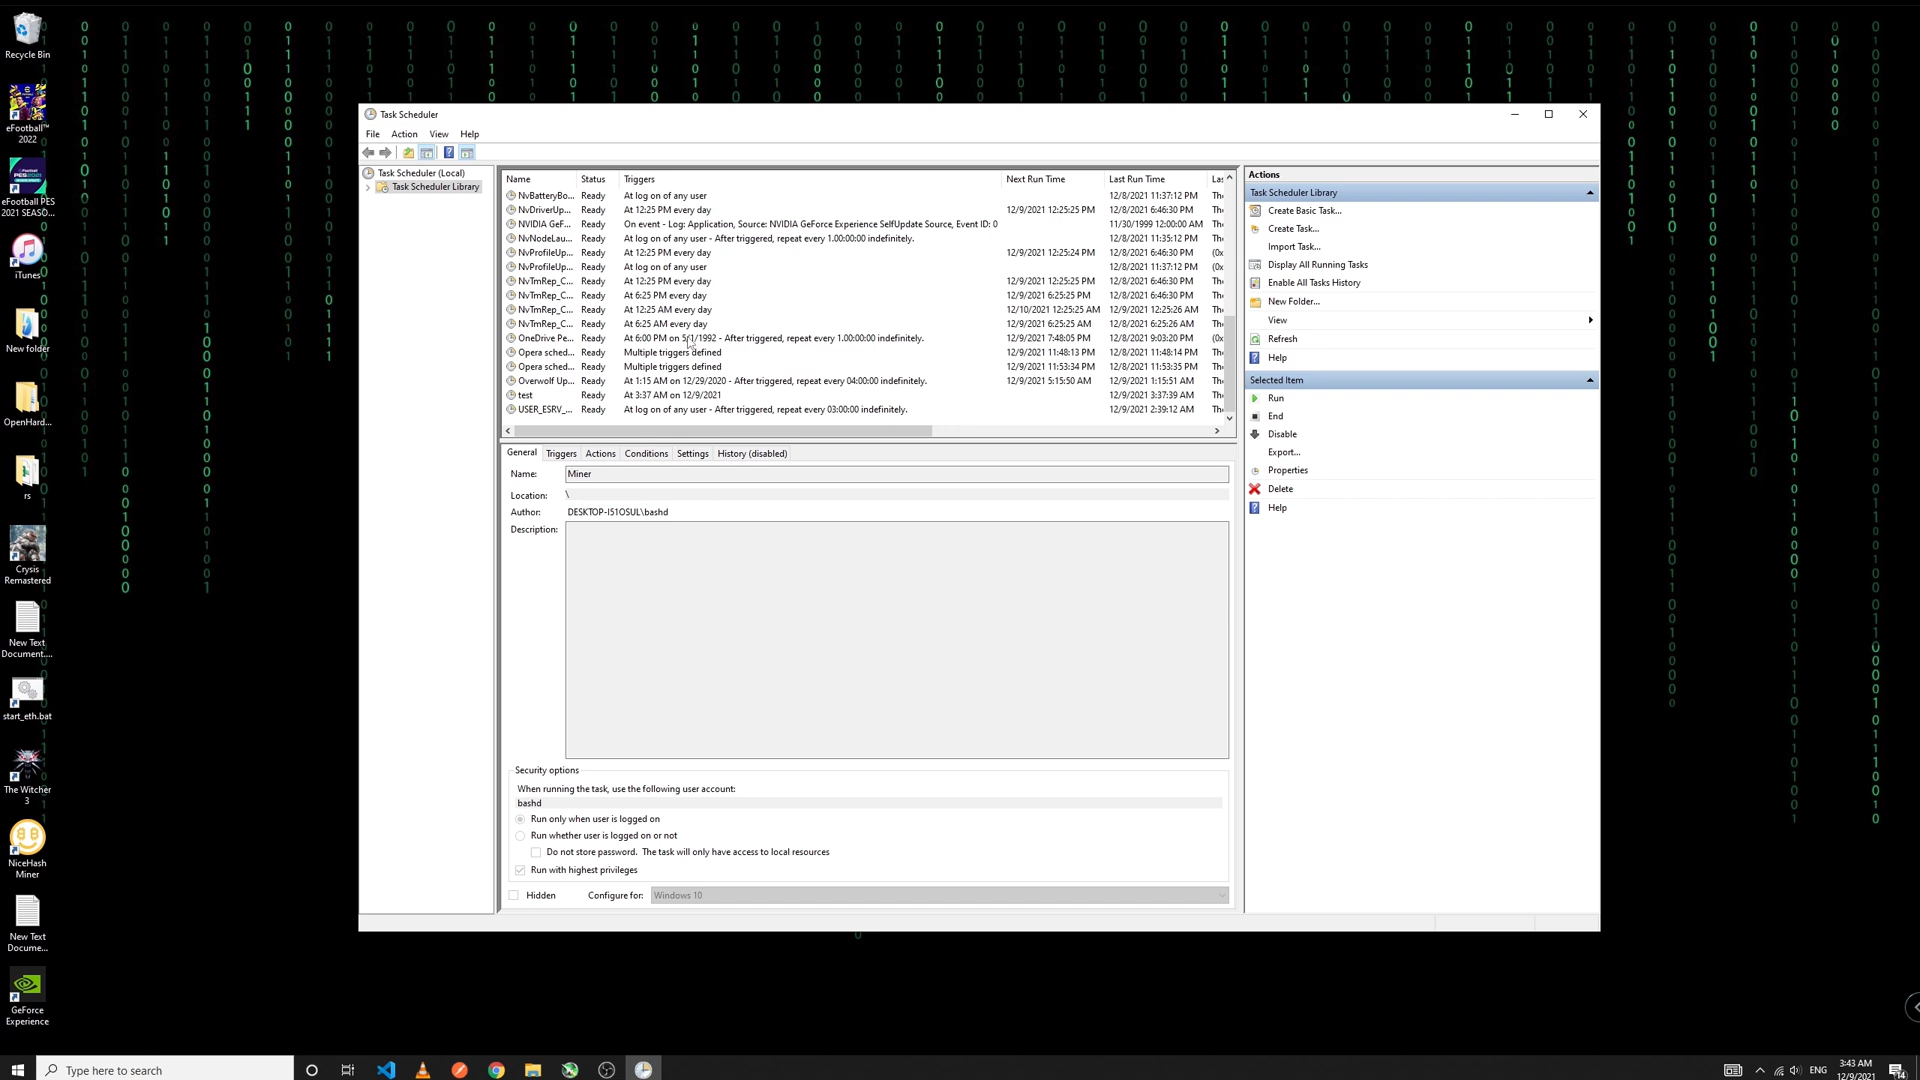 Recycle Bin
eFootball™
2022
eFootball PES
2021 SEASO...
iTunes
New folder
OpenHard...
rs
Crysis
Remastered
New Text
Document....
start_eth.bat
The Witcher
3
NiceHash
Miner
New Text
Docume...
GeForce
Experience
Task Scheduler
File Action View Help
Task Scheduler (Local)
Task Scheduler Library
Name Status Triggers Next Run Time Last Run Time Las
NvBatteryBo... Ready At log on of any user 12/8/2021 11:37:12 PM The
NvDriverUp... Ready At 12:25 PM every day 12/9/2021 12:25:25 PM 12/8/2021 6:46:30 PM The
NVIDIA GeF... Ready On event - Log: Application, Source: NVIDIA GeForce Experience SelfUpdate Source, Event ID: 0 11/30/1999 12:00:00 AM The
NvNodeLau... Ready At log on of any user - After triggered, repeat every 1.00:00:00 indefinitely. 12/8/2021 11:35:12 PM The
NvProfileUp... Ready At 12:25 PM every day 12/9/2021 12:25:24 PM 12/8/2021 6:46:30 PM (0x
NvProfileUp... Ready At log on of any user 12/8/2021 11:37:12 PM (0x
NvTmRep_C... Ready At 12:25 PM every day 12/9/2021 12:25:25 PM 12/8/2021 6:46:30 PM The
NvTmRep_C... Ready At 6:25 PM every day 12/9/2021 6:25:25 PM 12/8/2021 6:46:30 PM The
NvTmRep_C... Ready At 12:25 AM every day 12/10/2021 12:25:25 AM 12/9/2021 12:25:26 AM The
NvTmRep_C... Ready At 6:25 AM every day 12/9/2021 6:25:25 AM 12/8/2021 6:25:26 AM The
OneDrive Pe... Ready At 6:00 PM on 5/1/1992 - After triggered, repeat every 1.00:00:00 indefinitely. 12/9/2021 7:48:05 PM 12/8/2021 9:03:20 PM (0x
Opera sched... Ready Multiple triggers defined 12/9/2021 11:48:13 PM 12/8/2021 11:48:14 PM The
Opera sched... Ready Multiple triggers defined 12/9/2021 11:53:34 PM 12/8/2021 11:53:35 PM The
Overwolf Up... Ready At 1:15 AM on 12/29/2020 - After triggered, repeat every 04:00:00 indefinitely. 12/9/2021 5:15:50 AM 12/9/2021 1:15:51 AM The
test Ready At 3:37 AM on 12/9/2021 12/9/2021 3:37:39 AM The
USER_ESRV_... Ready At log on of any user - After triggered, repeat every 03:00:00 indefinitely. 12/9/2021 2:39:12 AM The
General Triggers Actions Conditions Settings History (disabled)
Name: Miner
Location: \
Author: DESKTOP-I51OSUL\bashd
Description:
Security options
When running the task, use the following user account:
bashd
Run only when user is logged on
Run whether user is logged on or not
Do not store password. The task will only have access to local resources
Run with highest privileges
Hidden Configure for: Windows 10
Actions
Task Scheduler Library
Create Basic Task...
Create Task...
Import Task...
Display All Running Tasks
Enable All Tasks History
New Folder...
View
Refresh
Help
Selected Item
Run
End
Disable
Export...
Properties
Delete
Help
Type here to search
ENG
3:43 AM
12/9/2021